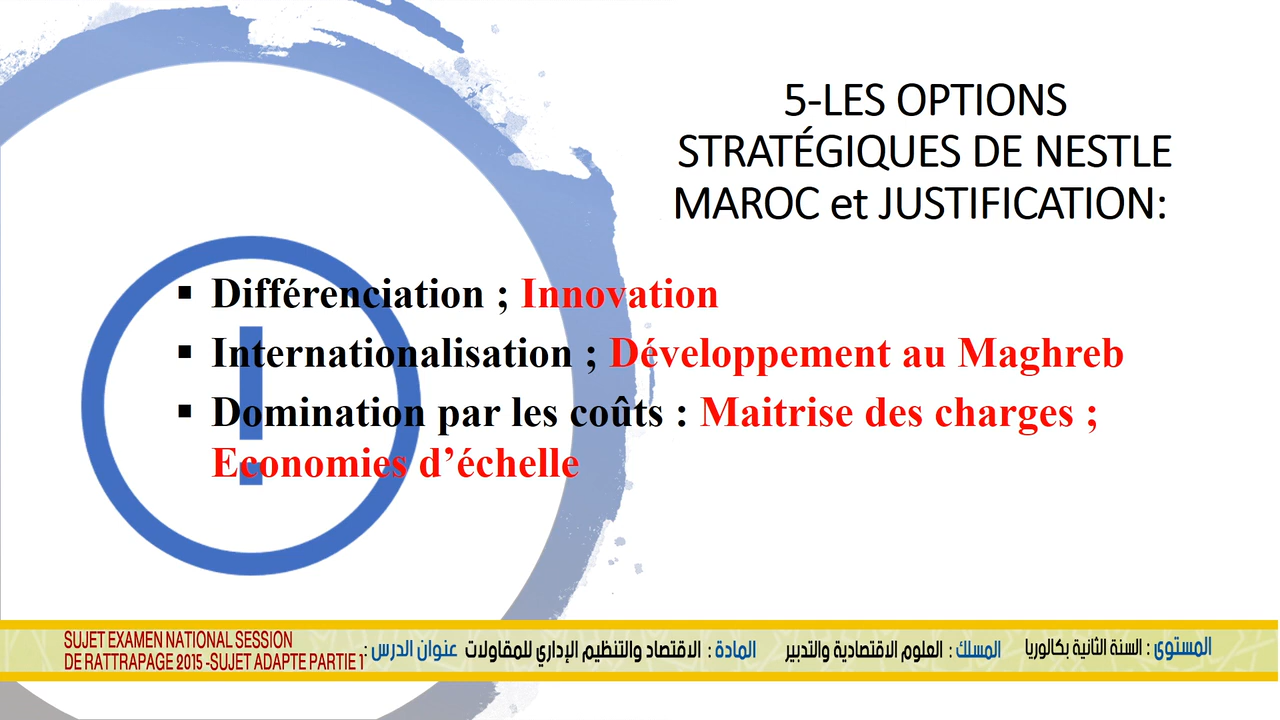 5-LES OPTIONS
STRATÉGIQUES DE NESTLE
MAROC et JUSTIFICATION:
▪ Différenciation ; Innovation
▪ Internationalisation ; Développement au Maghreb
▪ Domination par les coûts : Maitrise des charges ;
Economies d’échelle
المستوى : السنة الثانية بكالوريا المسلك : العلوم الاقتصادية والتدبير المادة : الاقتصاد والتنظيم الإداري للمقاولات عنوان الدرس :
SUJET EXAMEN NATIONAL SESSION
DE RATTRAPAGE 2015 -SUJET ADAPTE PARTIE 1